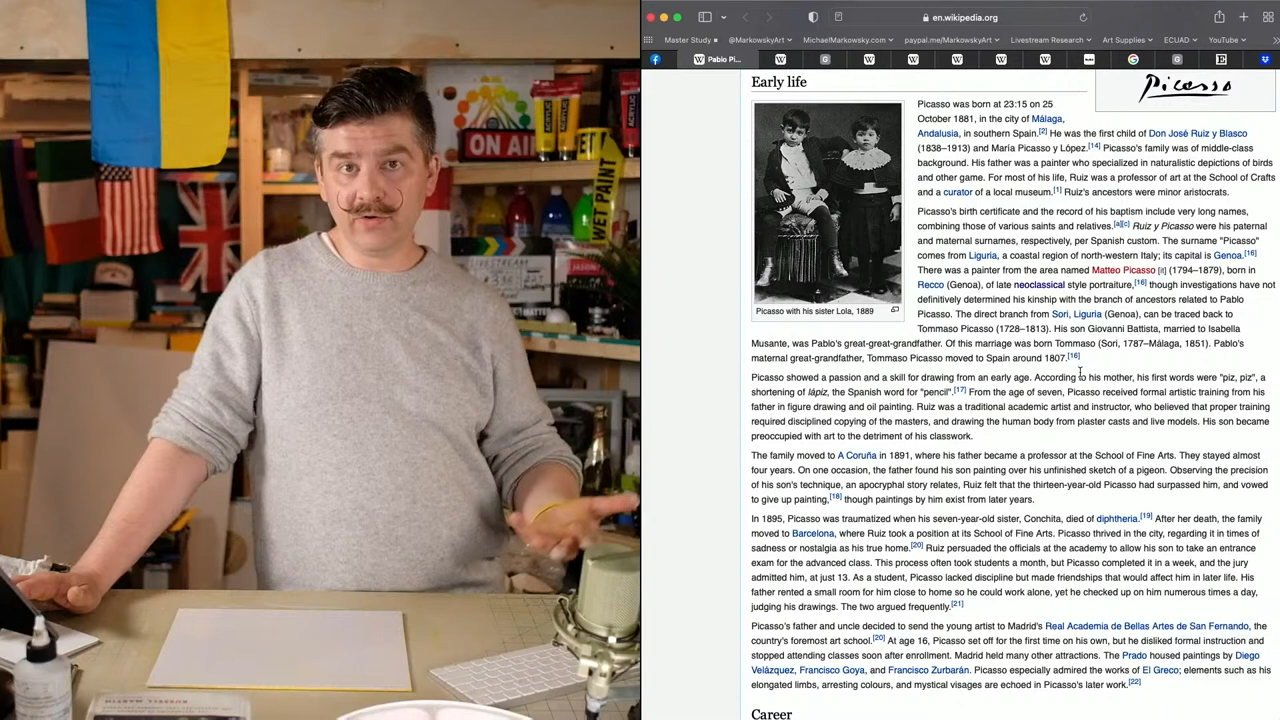 ACRYLIC
ACRYLIC
ON AIR
WET PAINT
LIVESTREAM
en.wikipedia.org
Master Study
@MarkowskyArt
MichaelMarkowsky.com
paypal.me/MarkowskyArt
Livestream Research
Art Supplies
ECUAD
YouTube
Pablo Pi...
Early life
Picasso
Picasso was born at 23:15 on 25
October 1881, in the city of Málaga,
Andalusia, in southern Spain.[2] He was the first child of Don José Ruiz y Blasco
(1838–1913) and María Picasso y López.[14] Picasso's family was of middle-class
background. His father was a painter who specialized in naturalistic depictions of birds
and other game. For most of his life, Ruiz was a professor of art at the School of Crafts
and a curator of a local museum.[1] Ruiz's ancestors were minor aristocrats.
Picasso's birth certificate and the record of his baptism include very long names,
combining those of various saints and relatives.[a][c] Ruiz y Picasso were his paternal
and maternal surnames, respectively, per Spanish custom. The surname "Picasso"
comes from Liguria, a coastal region of north-western Italy; its capital is Genoa.[16]
There was a painter from the area named Matteo Picasso [it] (1794–1879), born in
Recco (Genoa), of late neoclassical style portraiture,[16] though investigations have not
definitively determined his kinship with the branch of ancestors related to Pablo
Picasso. The direct branch from Sori, Liguria (Genoa), can be traced back to
Tommaso Picasso (1728–1813). His son Giovanni Battista, married to Isabella
Picasso with his sister Lola, 1889
Musante, was Pablo's great-great-grandfather. Of this marriage was born Tommaso (Sori, 1787–Málaga, 1851). Pablo's
maternal great-grandfather, Tommaso Picasso moved to Spain around 1807.[16]
Picasso showed a passion and a skill for drawing from an early age. According to his mother, his first words were "piz, piz", a
shortening of lápiz, the Spanish word for "pencil".[17] From the age of seven, Picasso received formal artistic training from his
father in figure drawing and oil painting. Ruiz was a traditional academic artist and instructor, who believed that proper training
required disciplined copying of the masters, and drawing the human body from plaster casts and live models. His son became
preoccupied with art to the detriment of his classwork.
The family moved to A Coruña in 1891, where his father became a professor at the School of Fine Arts. They stayed almost
four years. On one occasion, the father found his son painting over his unfinished sketch of a pigeon. Observing the precision
of his son's technique, an apocryphal story relates, Ruiz felt that the thirteen-year-old Picasso had surpassed him, and vowed
to give up painting,[18] though paintings by him exist from later years.
In 1895, Picasso was traumatized when his seven-year-old sister, Conchita, died of diphtheria.[19] After her death, the family
moved to Barcelona, where Ruiz took a position at its School of Fine Arts. Picasso thrived in the city, regarding it in times of
sadness or nostalgia as his true home.[20] Ruiz persuaded the officials at the academy to allow his son to take an entrance
exam for the advanced class. This process often took students a month, but Picasso completed it in a week, and the jury
admitted him, at just 13. As a student, Picasso lacked discipline but made friendships that would affect him in later life. His
father rented a small room for him close to home so he could work alone, yet he checked up on him numerous times a day,
judging his drawings. The two argued frequently.[21]
Picasso's father and uncle decided to send the young artist to Madrid's Real Academia de Bellas Artes de San Fernando, the
country's foremost art school.[20] At age 16, Picasso set off for the first time on his own, but he disliked formal instruction and
stopped attending classes soon after enrollment. Madrid held many other attractions. The Prado housed paintings by Diego
Velázquez, Francisco Goya, and Francisco Zurbarán. Picasso especially admired the works of El Greco; elements such as his
elongated limbs, arresting colours, and mystical visages are echoed in Picasso's later work.[22]
Career